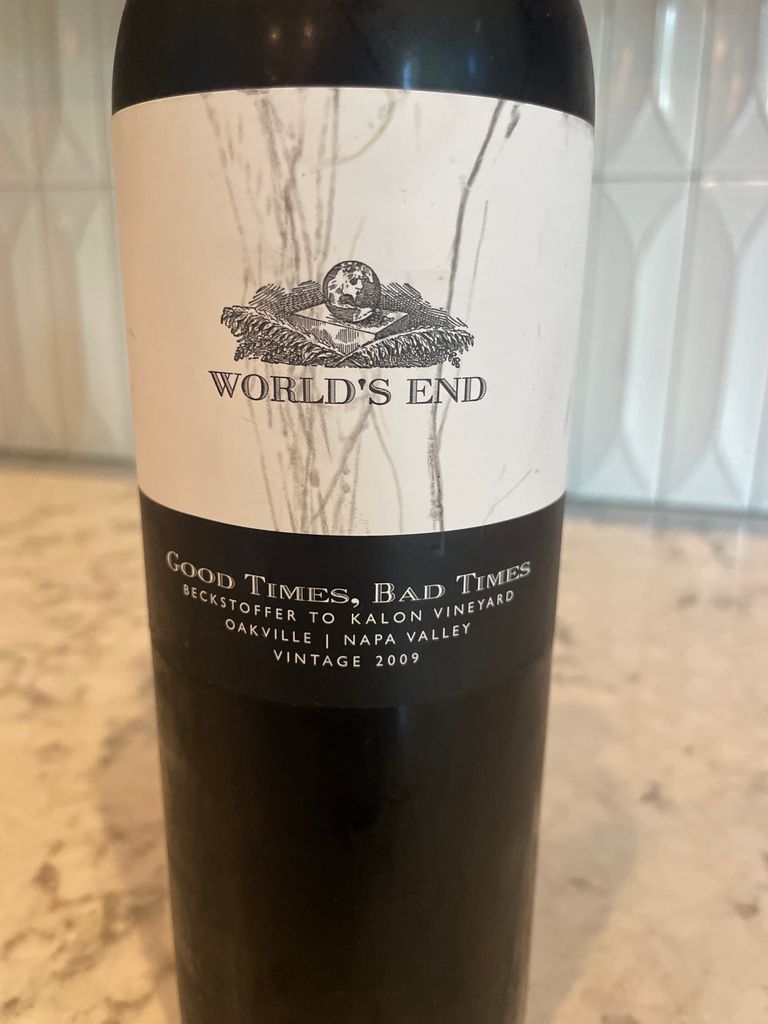 WORLD'S END
GOOD TIMES, BAD TIMES
BECKSTOFFER TO KALON VINEYARD
OAKVILLE | NAPA VALLEY
VINTAGE 2009